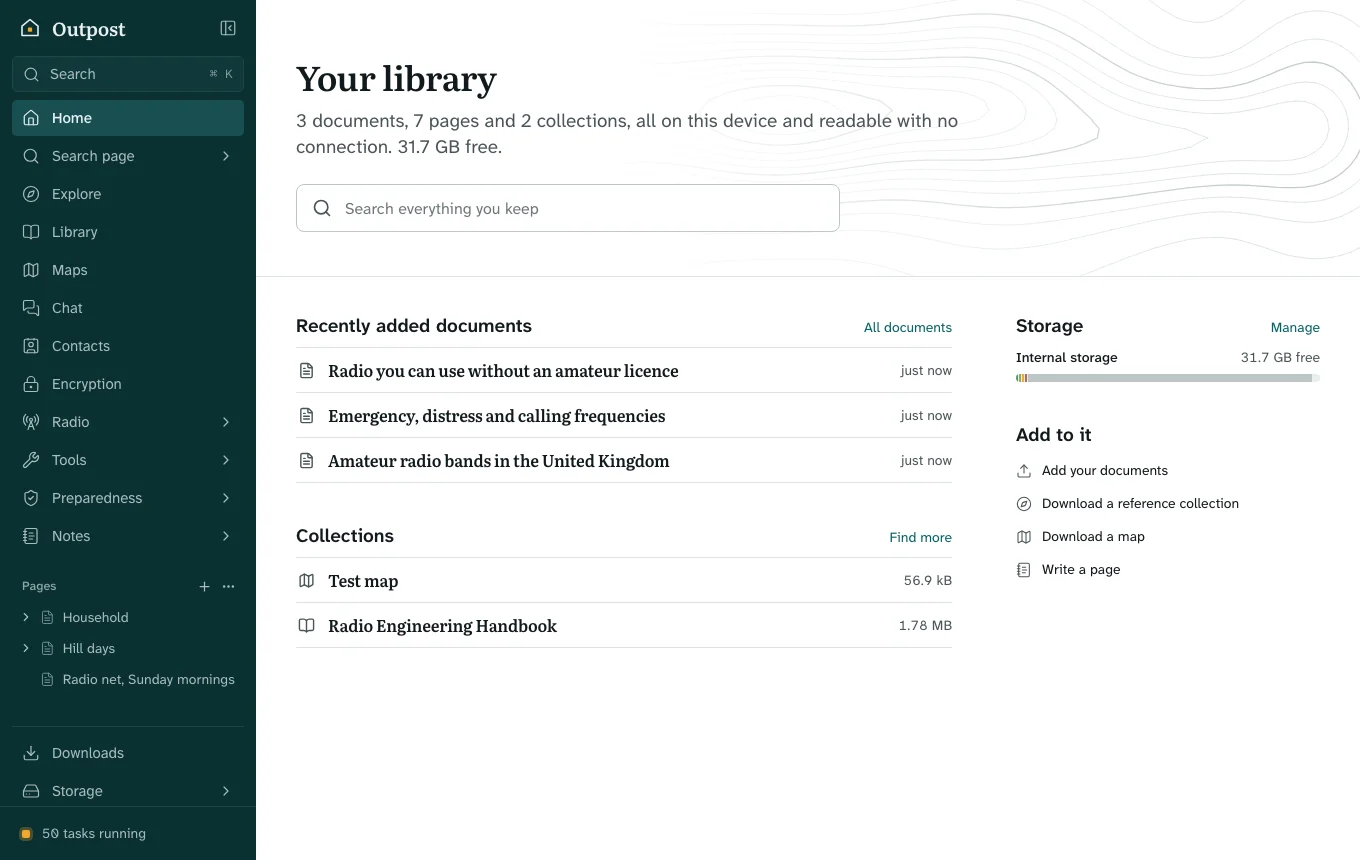 Outpost
Search ⌘ K
Home
Search page
Explore
Library
Maps
Chat
Contacts
Encryption
Radio
Tools
Preparedness
Notes
Pages
Household
Hill days
Radio net, Sunday mornings
Downloads
Storage
50 tasks running
Your library
3 documents, 7 pages and 2 collections, all on this device and readable with no
connection. 31.7 GB free.
Search everything you keep
Recently added documents All documents
Radio you can use without an amateur licence just now
Emergency, distress and calling frequencies just now
Amateur radio bands in the United Kingdom just now
Collections Find more
Test map 56.9 kB
Radio Engineering Handbook 1.78 MB
Storage Manage
Internal storage 31.7 GB free
Add to it
Add your documents
Download a reference collection
Download a map
Write a page